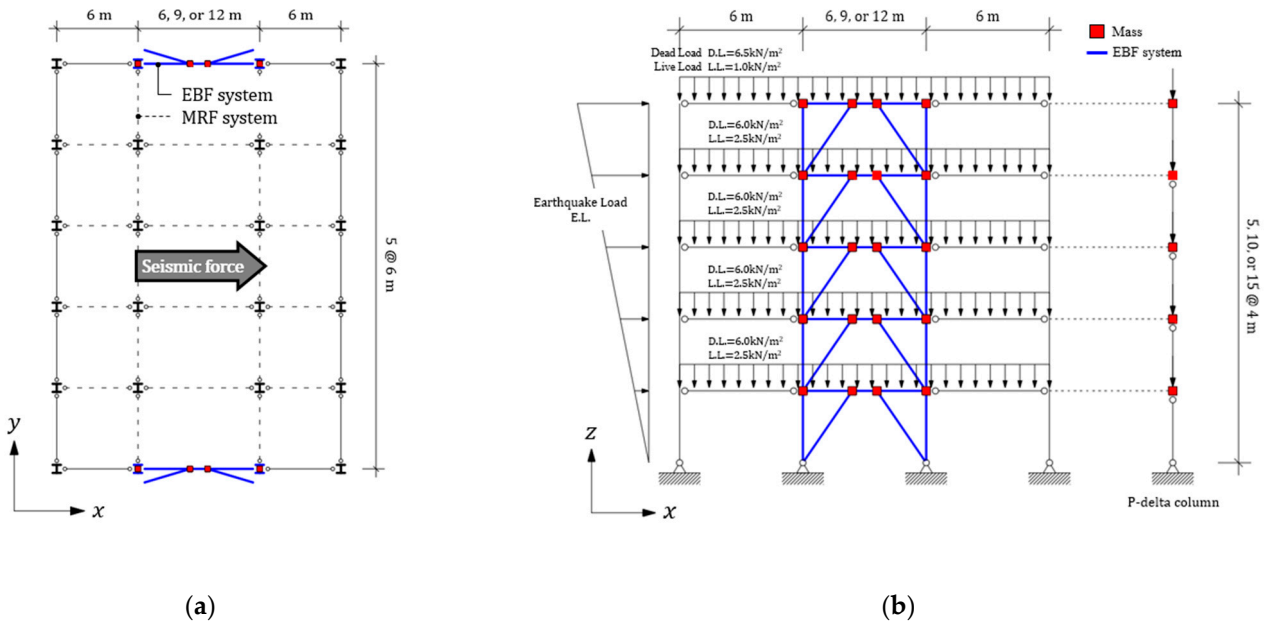 6 m
6, 9, or 12 m
6 m
EBF system
MRF system
Seismic force
5 @ 6 m
y
x
(a)
6 m
6, 9, or 12 m
6 m
Mass
EBF system
Dead Load D.L.=6.5kN/m²
Live Load L.L.=1.0kN/m²
D.L.=6.0kN/m²
L.L.=2.5kN/m²
D.L.=6.0kN/m²
L.L.=2.5kN/m²
Earthquake Load
E.L.
D.L.=6.0kN/m²
L.L.=2.5kN/m²
D.L.=6.0kN/m²
L.L.=2.5kN/m²
5, 10, or 15 @ 4 m
z
x
P-delta column
(b)